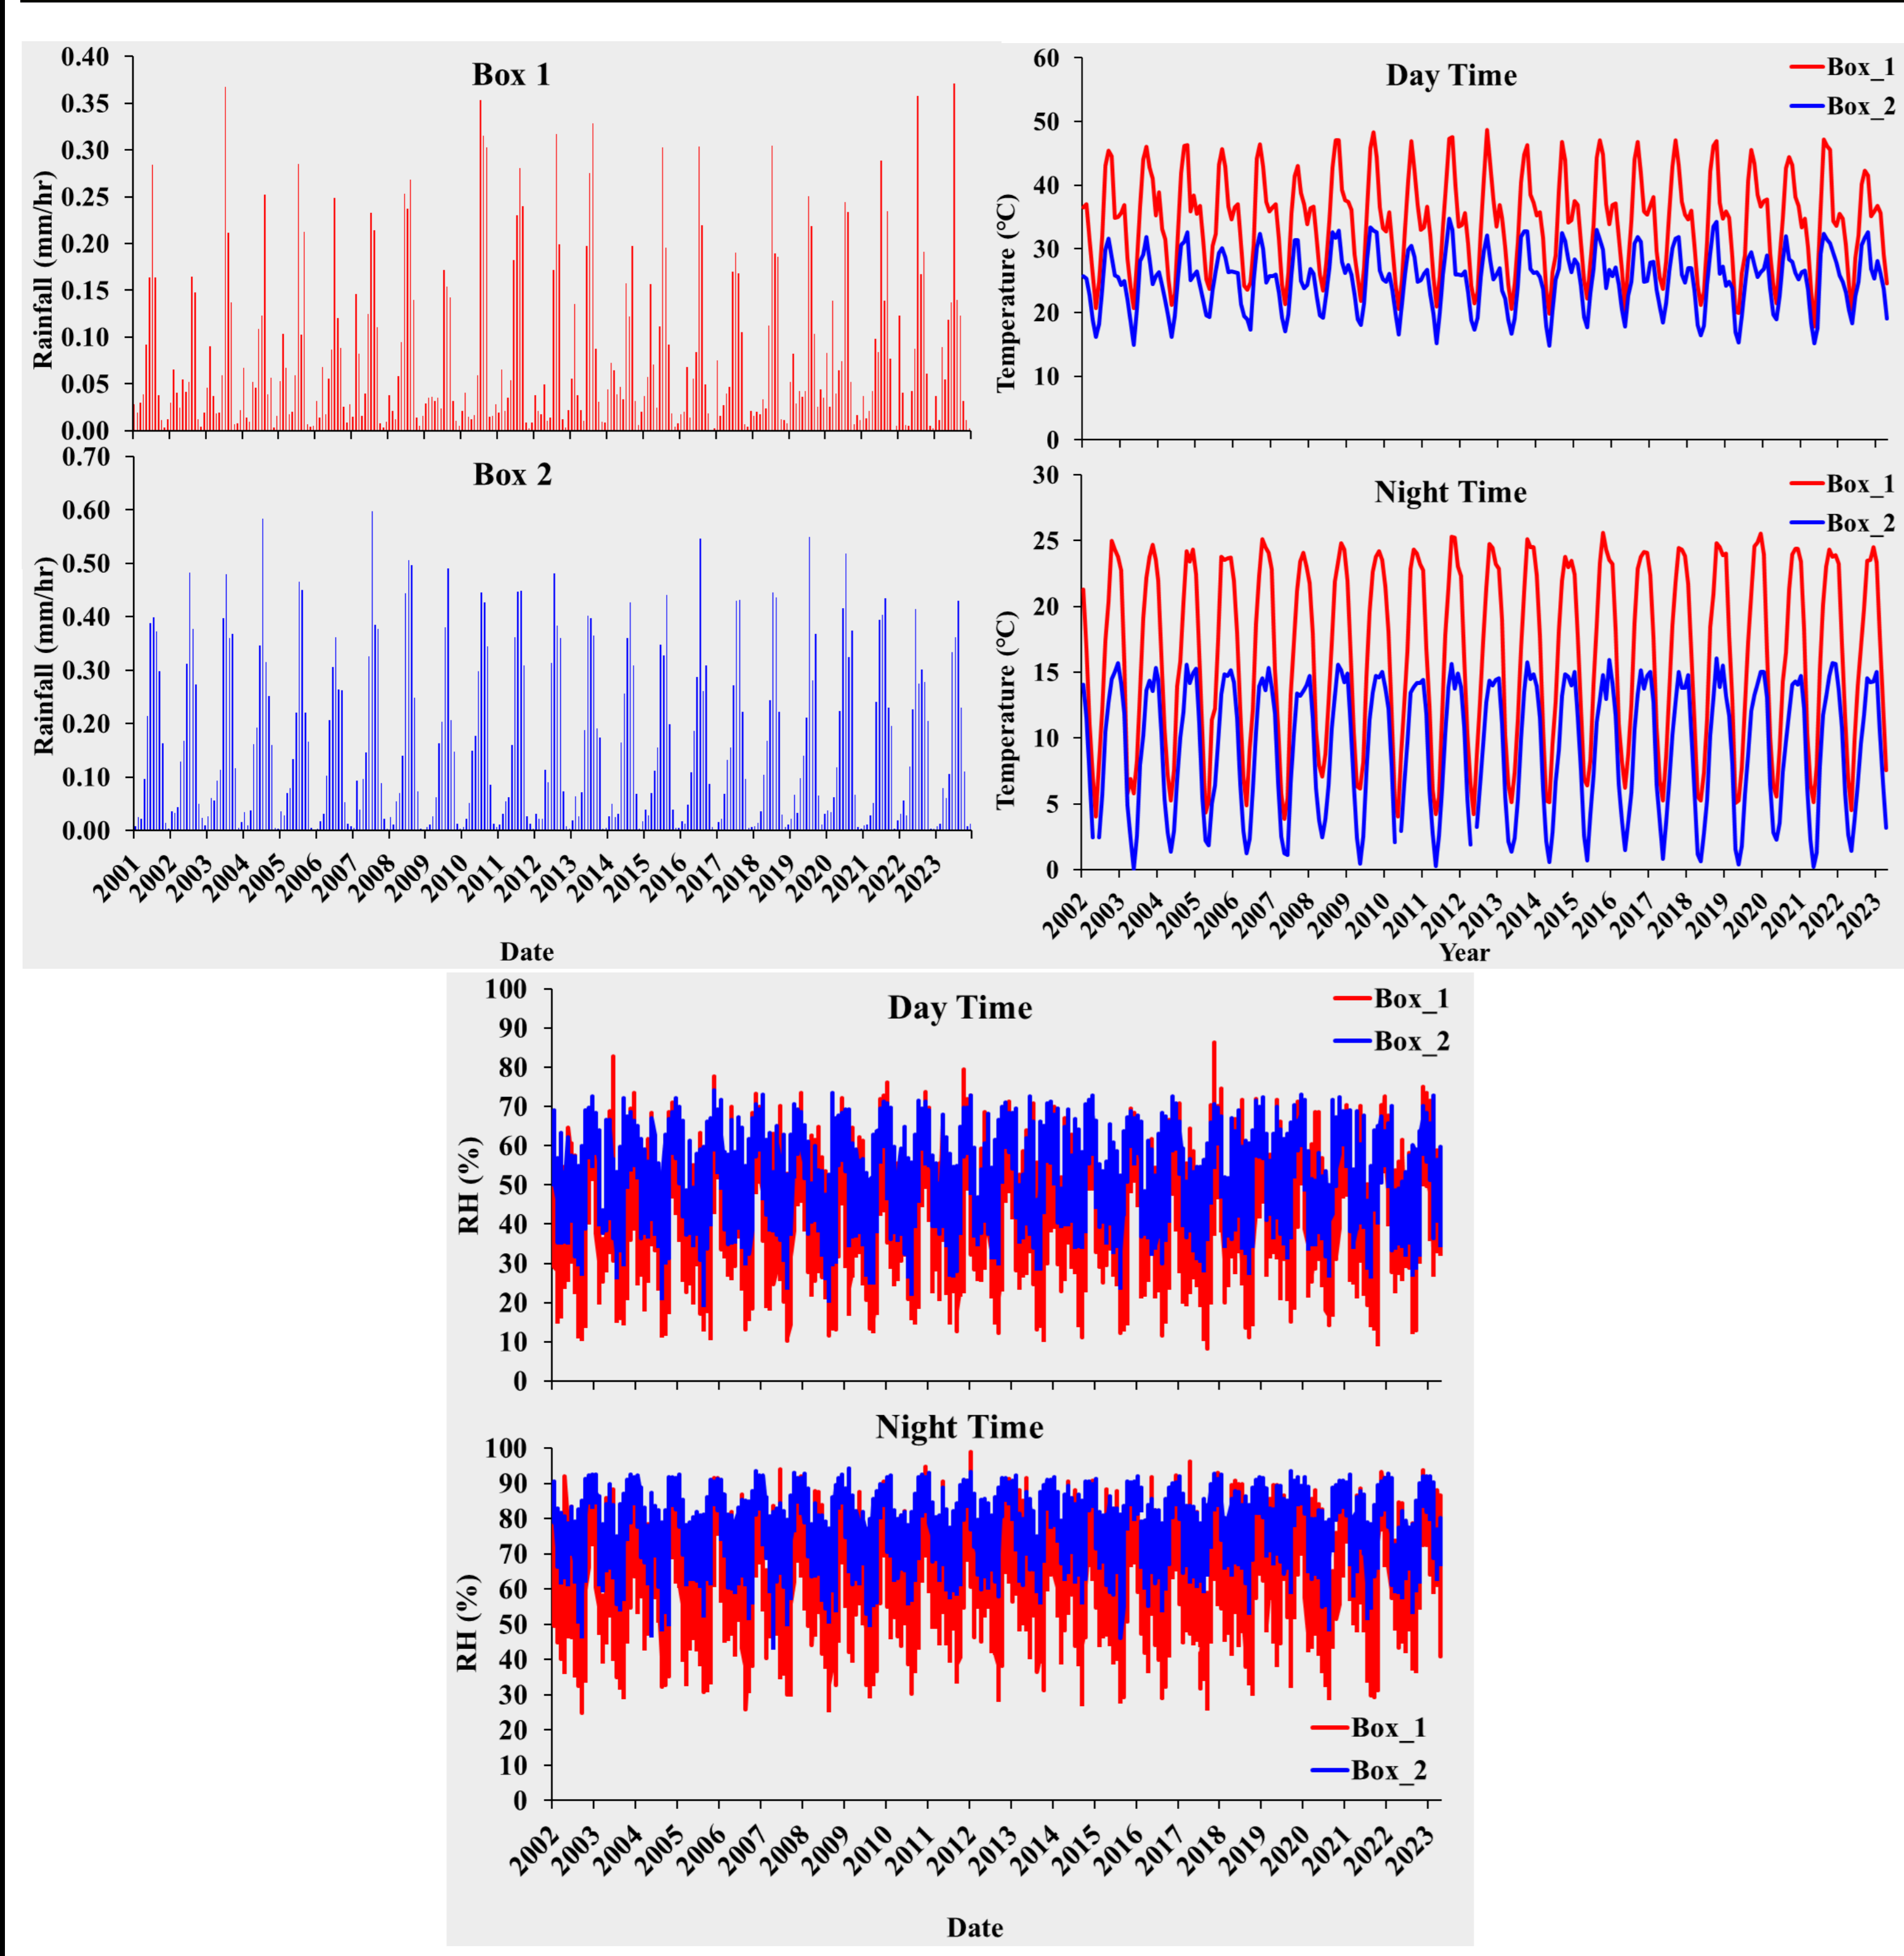 Box 1
Rainfall (mm/hr)
0.40
0.35
0.30
0.25
0.20
0.15
0.10
0.05
0.00
Box 2
Rainfall (mm/hr)
0.70
0.60
0.50
0.40
0.30
0.20
0.10
0.00
2001 2002 2003 2004 2005 2006 2007 2008 2009 2010 2011 2012 2013 2014 2015 2016 2017 2018 2019 2020 2021 2022 2023
Date
Day Time
Box_1
Box_2
Temperature (°C)
60
50
40
30
20
10
0
Night Time
Box_1
Box_2
Temperature (°C)
30
25
20
15
10
5
0
2002 2003 2004 2005 2006 2007 2008 2009 2010 2011 2012 2013 2014 2015 2016 2017 2018 2019 2020 2021 2022 2023
Year
Day Time
Box_1
Box_2
RH (%)
100
90
80
70
60
50
40
30
20
10
0
Night Time
RH (%)
100
90
80
70
60
50
40
30
20
10
0
Box_1
Box_2
2002 2003 2004 2005 2006 2007 2008 2009 2010 2011 2012 2013 2014 2015 2016 2017 2018 2019 2020 2021 2022 2023
Date